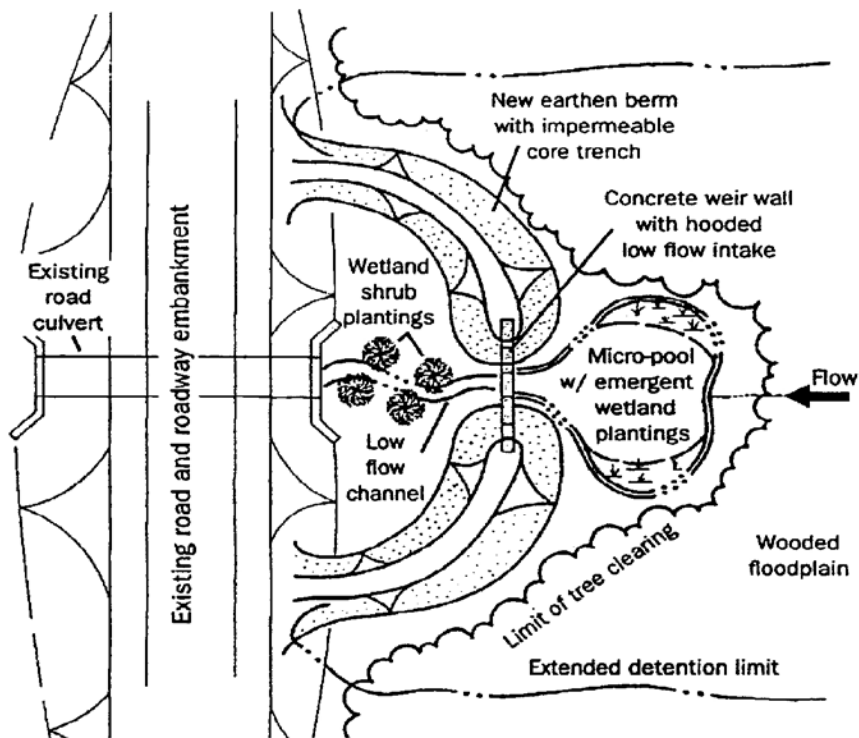 New earthen berm
with impermeable
core trench
Concrete weir wall
with hooded
low flow intake
Existing
road
culvert
Existing road and roadway embankment
Wetland
shrub
plantings
Micro-pool
w/ emergent
wetland
plantings
Flow
Low
flow
channel
Limit of tree clearing
Wooded
floodplain
Extended detention limit